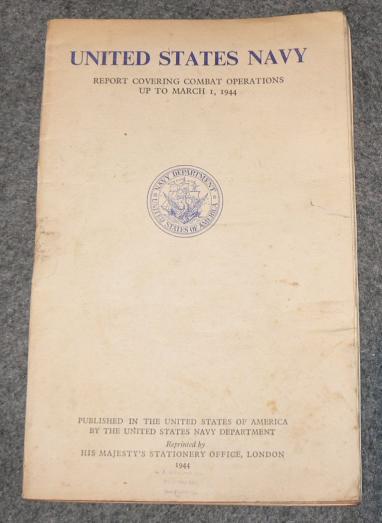 UNITED STATES NAVY
REPORT COVERING COMBAT OPERATIONS
UP TO MARCH 1, 1944
NAVY DEPARTMENT
UNITED STATES OF AMERICA
PUBLISHED IN THE UNITED STATES OF AMERICA
BY THE UNITED STATES NAVY DEPARTMENT
Reprinted by
HIS MAJESTY'S STATIONERY OFFICE, LONDON
1944